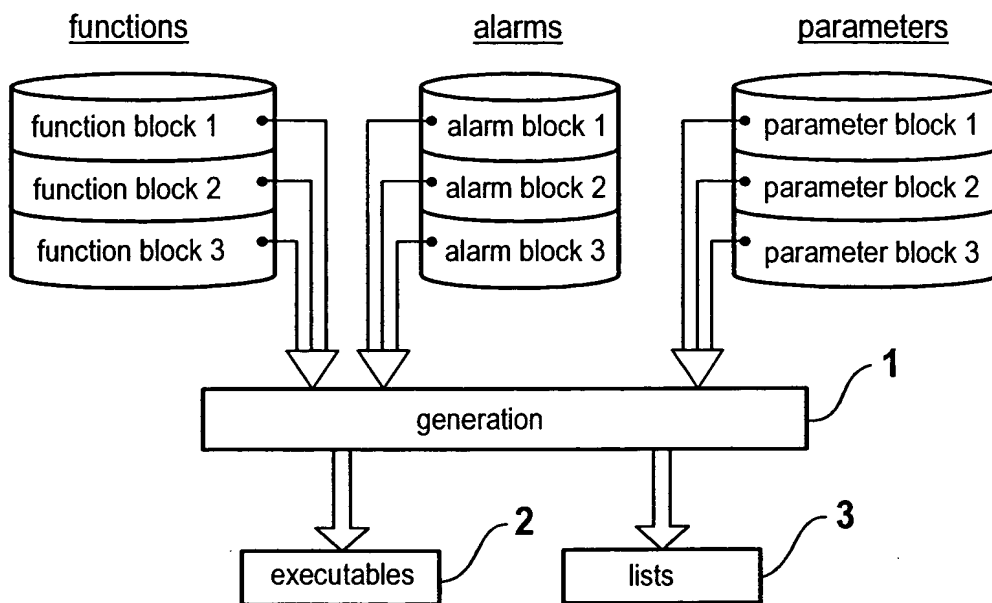 functions
alarms
parameters
function block 1
alarm block 1
parameter block 1
function block 2
alarm block 2
parameter block 2
function block 3
alarm block 3
parameter block 3
1
generation
2
3
executables
lists